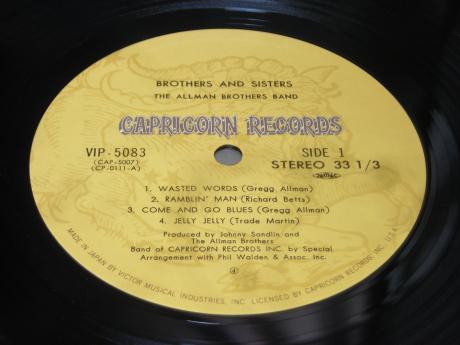 BROTHERS AND SISTERS
THE ALLMAN BROTHERS BAND
CAPRICORN RECORDS
VIP-5083
(CAP-5007)
(CP-0111-A)
SIDE 1
STEREO 33 1/3
1. WASTED WORDS (Gregg Allman)
2. RAMBLIN' MAN (Richard Betts)
3. COME AND GO BLUES (Gregg Allman)
4. JELLY JELLY (Trade Martin)
Produced by Johnny Sandlin and
The Allman Brothers
Band of CAPRICORN RECORDS INC. by Special
Arrangement with Phil Walden & Assoc. Inc.
4
MADE IN JAPAN BY VICTOR MUSICAL INDUSTRIES, INC. LICENSED BY CAPRICORN RECORDS, INC. U.S.A.